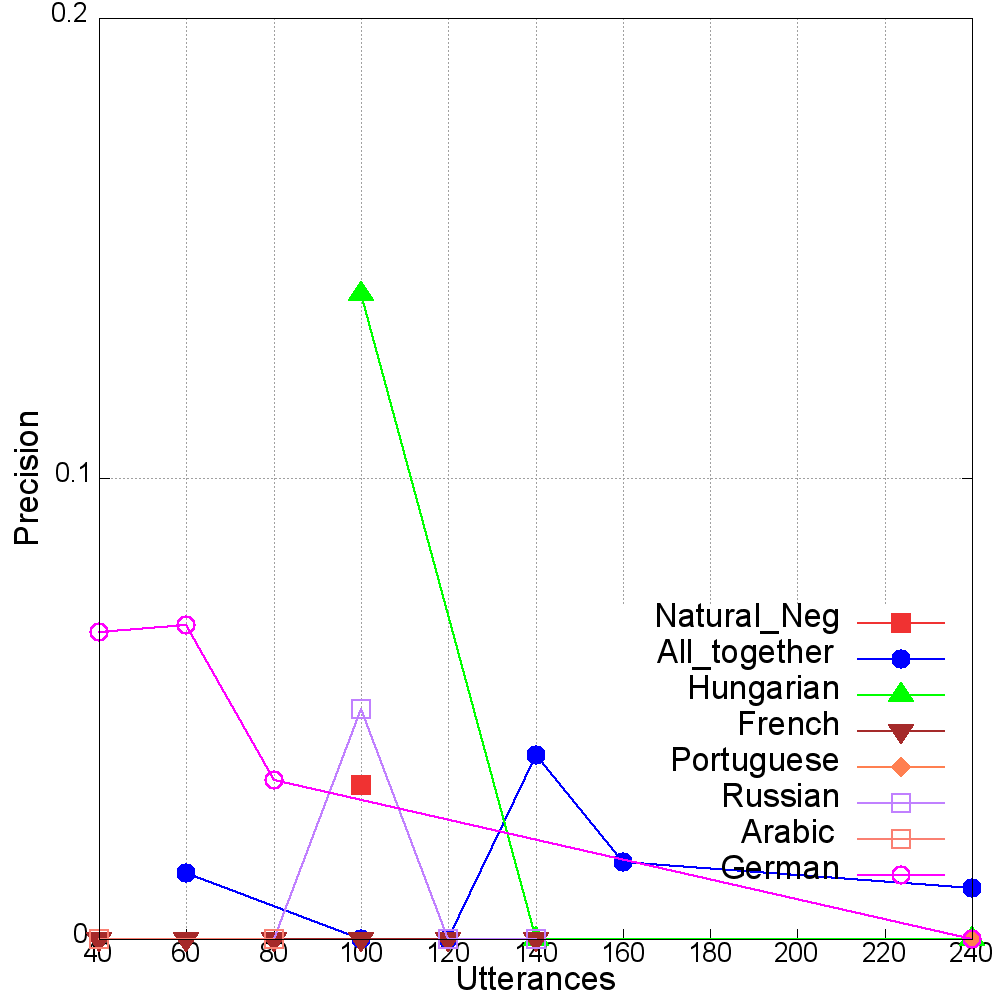 0.2
0.1
0
Precision
Natural_Neg
All_together
Hungarian
French
Portuguese
Russian
Arabic
German
40 60 80 100 120 140 160 180 200 220 240
Utterances